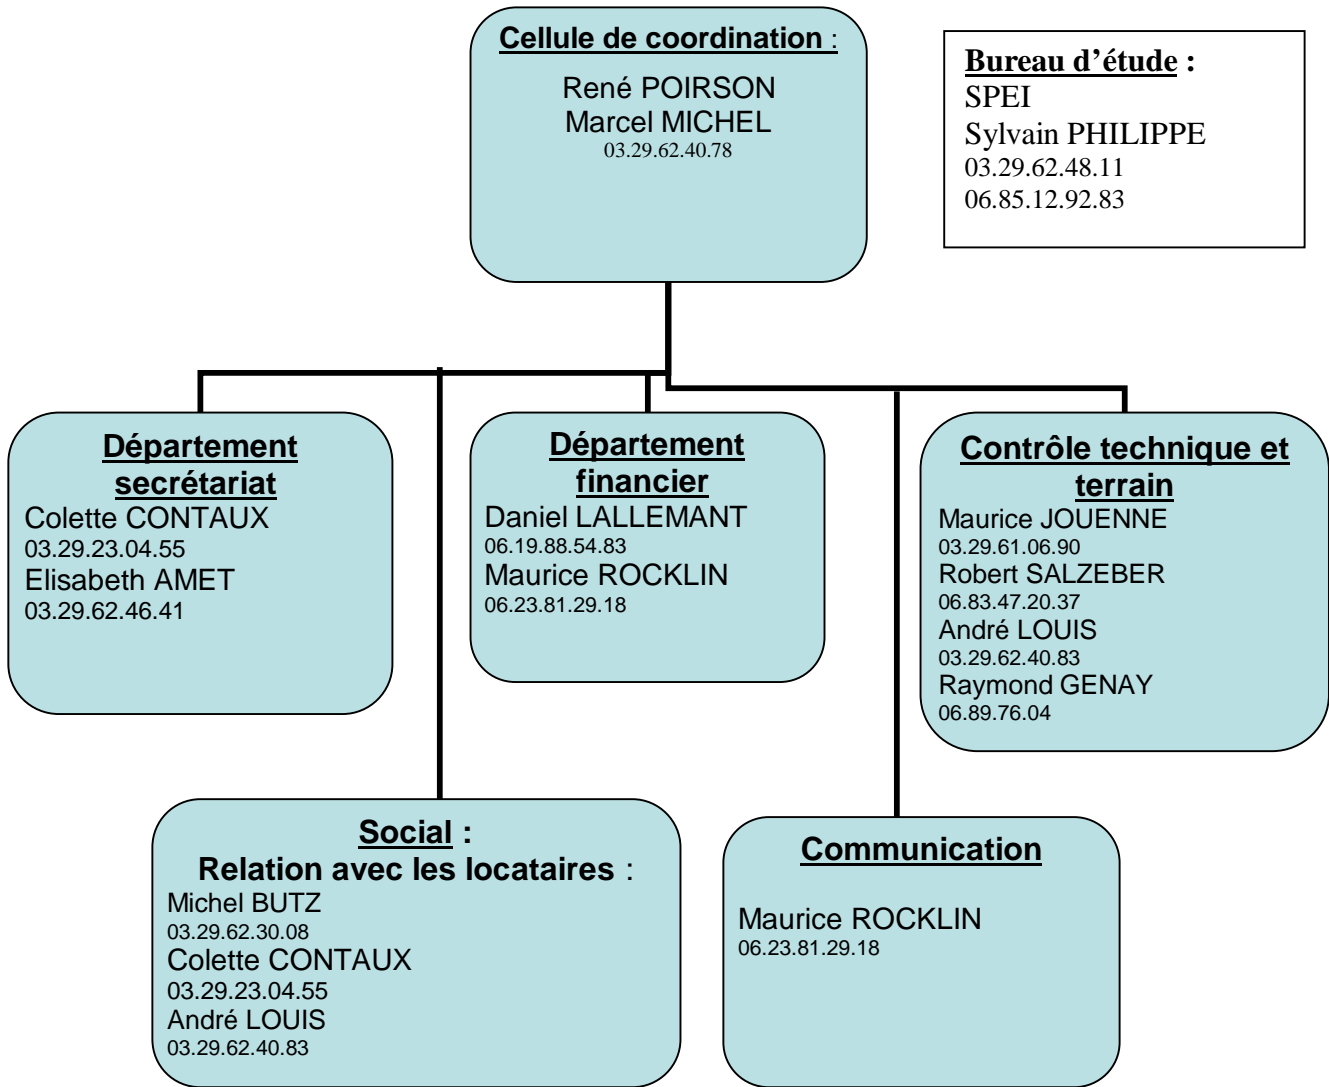 Cellule de coordination :
René POIRSON
Marcel MICHEL
03.29.62.40.78
Bureau d’étude :
SPEI
Sylvain PHILIPPE
03.29.62.48.11
06.85.12.92.83
Département
secrétariat
Colette CONTAUX
03.29.23.04.55
Elisabeth AMET
03.29.62.46.41
Département
financier
Daniel LALLEMANT
06.19.88.54.83
Maurice ROCKLIN
06.23.81.29.18
Contrôle technique et
terrain
Maurice JOUENNE
03.29.61.06.90
Robert SALZEBER
06.83.47.20.37
André LOUIS
03.29.62.40.83
Raymond GENAY
06.89.76.04
Social :
Relation avec les locataires :
Michel BUTZ
03.29.62.30.08
Colette CONTAUX
03.29.23.04.55
André LOUIS
03.29.62.40.83
Communication
Maurice ROCKLIN
06.23.81.29.18